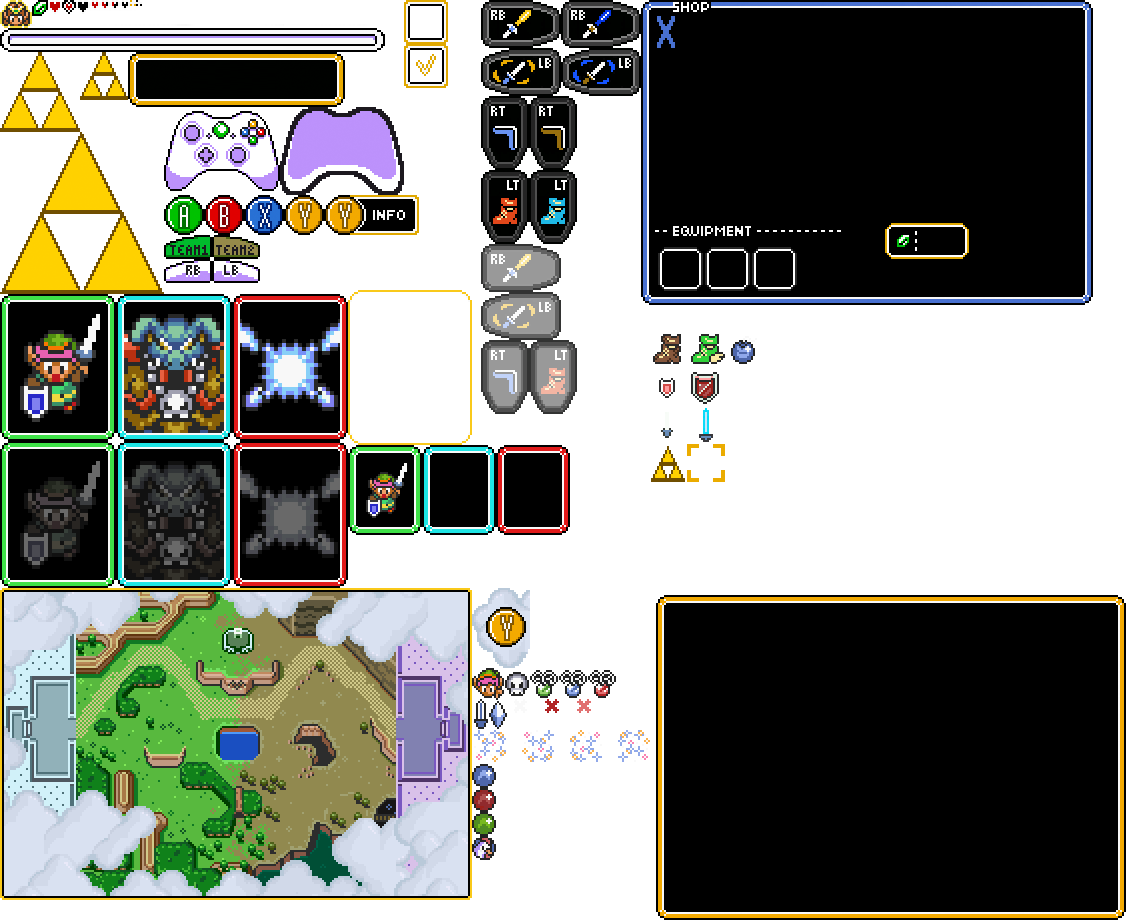 SHOP
X
RB
RB
LB
LB
RT
RT
LT
LT
A
B
X
Y
Y
INFO
TEAM1
TEAM2
RB
LB
EQUIPMENT
:
RB
LB
RT
LT
Y